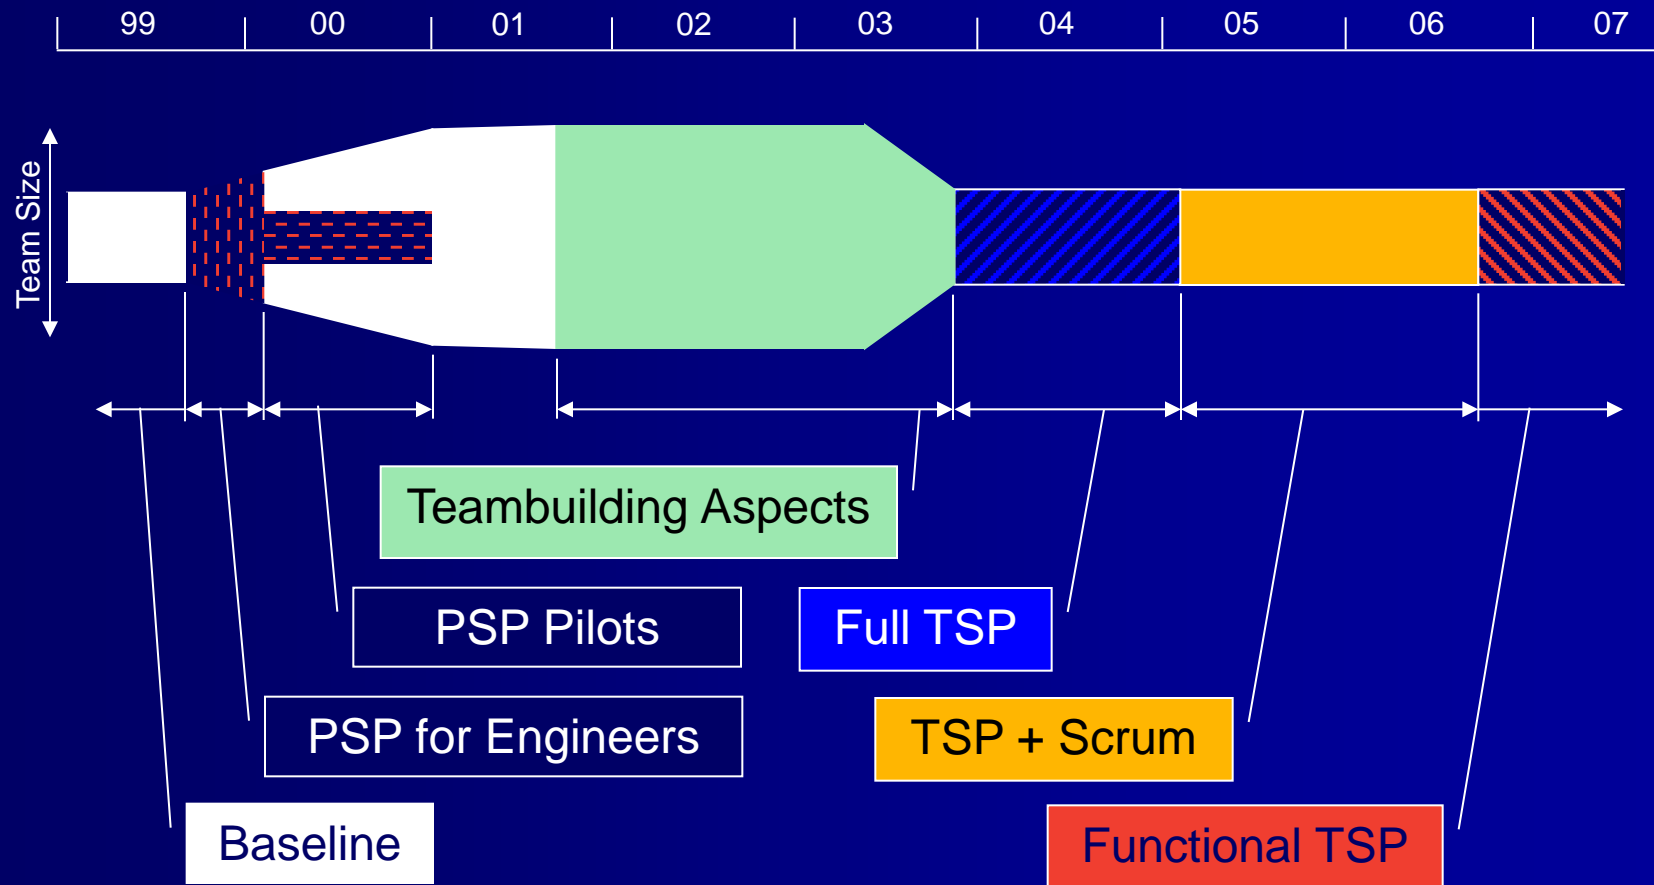 99
00
01
02
03
04
05
06
07
Team Size
Teambuilding Aspects
PSP Pilots
Full TSP
PSP for Engineers
TSP + Scrum
Baseline
Functional TSP